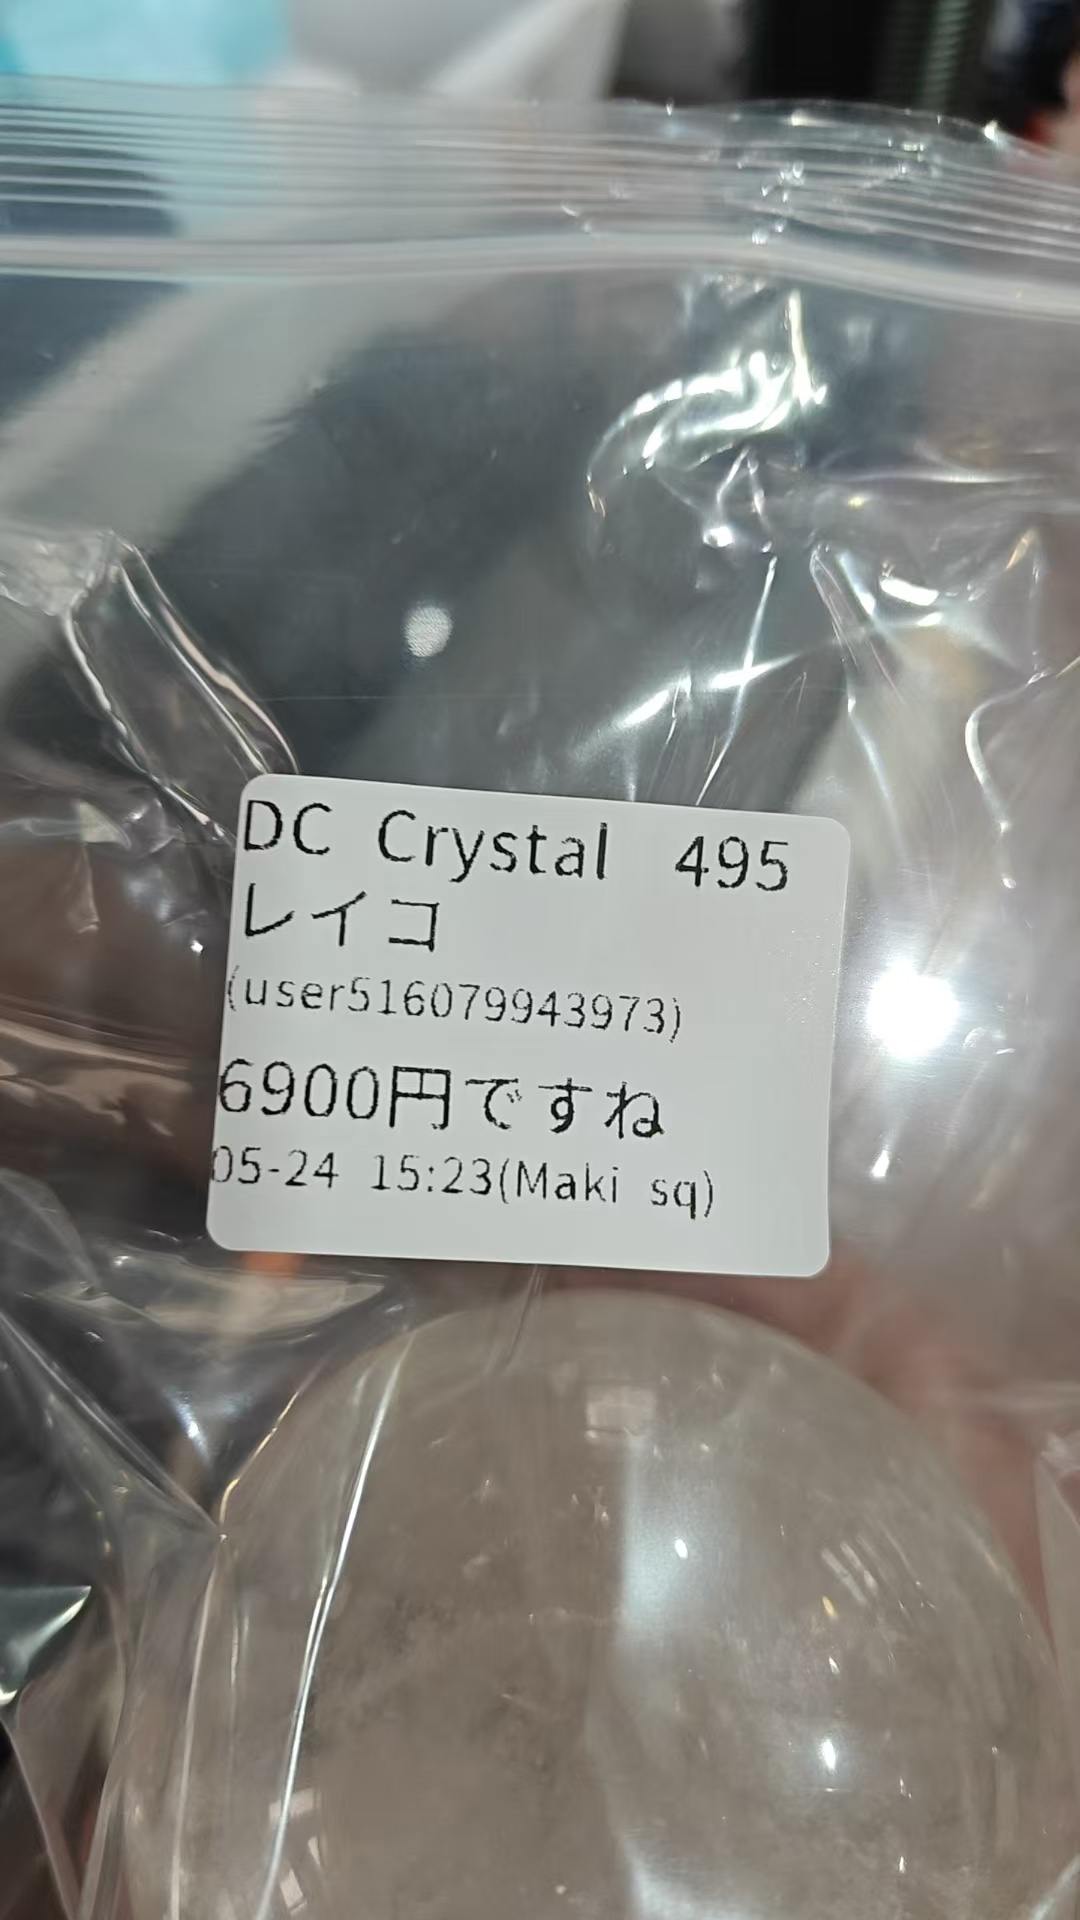 DC Crystal 495
レイコ
(user516079943973)
6900円ですね
05-24 15:23(Maki sq)